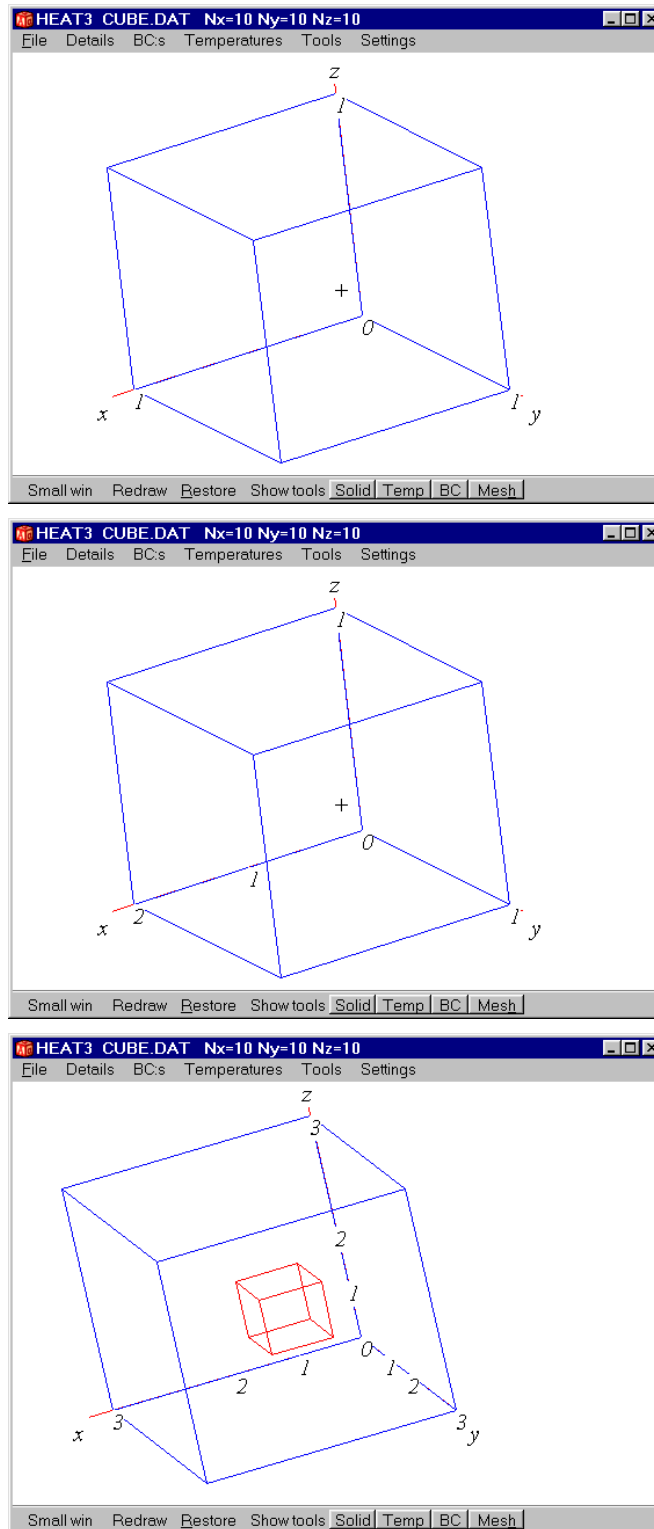 HEAT3 CUBE.DAT Nx=10 Ny=10 Nz=10
File Details BC:s Temperatures Tools Settings
z
1
0
x 1 1 y
Small win Redraw Restore Show tools Solid Temp BC Mesh
HEAT3 CUBE.DAT Nx=10 Ny=10 Nz=10
File Details BC:s Temperatures Tools Settings
z
1
0
1
x 2 1 y
Small win Redraw Restore Show tools Solid Temp BC Mesh
HEAT3 CUBE.DAT Nx=10 Ny=10 Nz=10
File Details BC:s Temperatures Tools Settings
z
3
2
1
0
1 1
2 2
x 3 3 y
Small win Redraw Restore Show tools Solid Temp BC Mesh